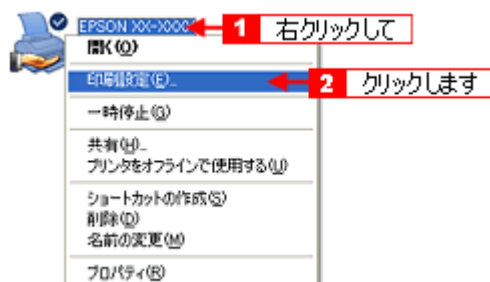 EPSON XX-XXXX
1 右クリックして
開く(O)
印刷設定(E)...
2 クリックします
一時停止(G)
共有(H)...
プリンタをオフラインで使用する(U)
ショートカットの作成(S)
削除(D)
名前の変更(M)
プロパティ(R)